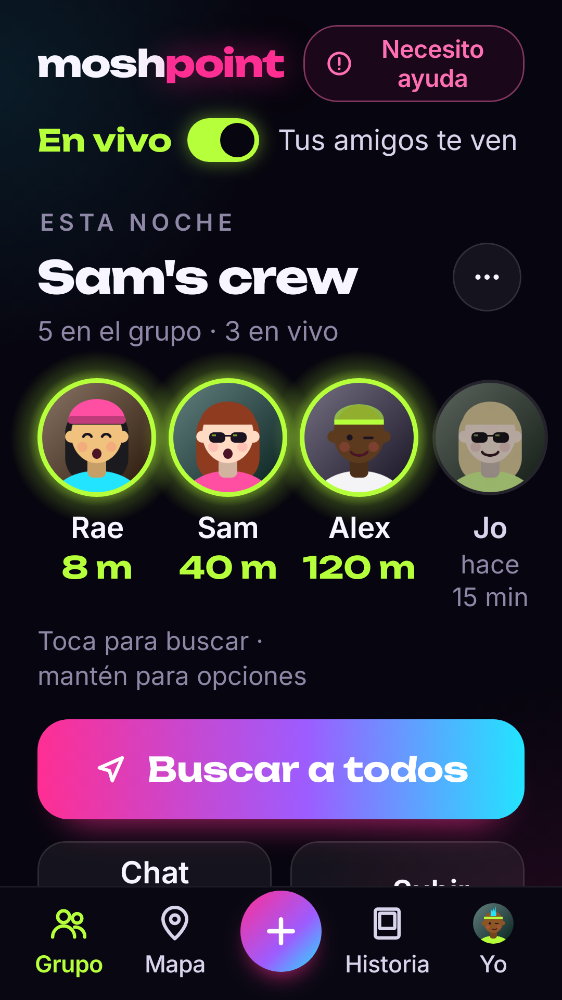 moshpoint
Necesito
ayuda
En vivo
Tus amigos te ven
ESTA NOCHE
Sam's crew
5 en el grupo · 3 en vivo
Rae
8 m
Sam
40 m
Alex
120 m
Jo
hace
15 min
Toca para buscar ·
mantén para opciones
Buscar a todos
Chat
Grupo
Mapa
Historia
Yo